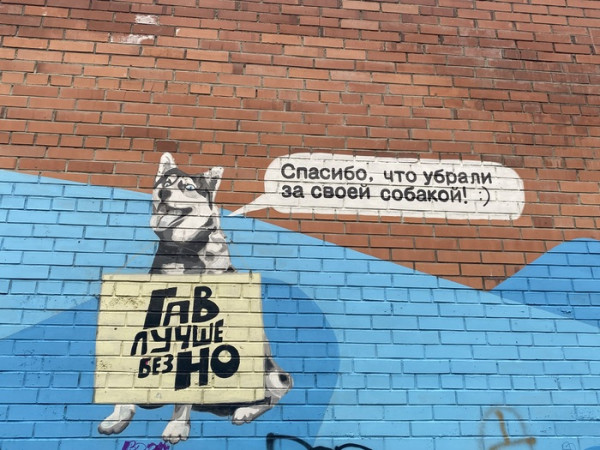 Спасибо, что убрали
за своей собакой! :)
ГАВ
ЛУЧШЕ
БЕЗ НО